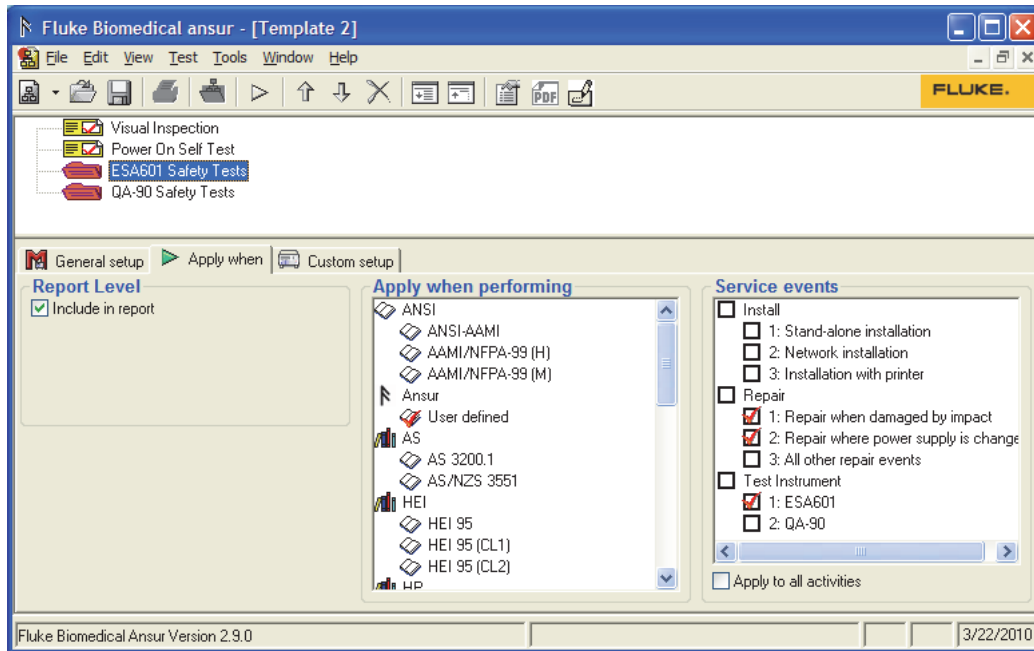 Fluke Biomedical ansur - [Template 2]
File Edit View Test Tools Window Help
PDF
FLUKE.
Visual Inspection
Power On Self Test
ESA601 Safety Tests
QA-90 Safety Tests
General setup Apply when Custom setup
Report Level
Include in report
Apply when performing
ANSI
ANSI-AAMI
AAMI/NFPA-99 (H)
AAMI/NFPA-99 (M)
Ansur
User defined
AS
AS 3200.1
AS/NZS 3551
HEI
HEI 95
HEI 95 (CL1)
HEI 95 (CL2)
HP
Service events
Install
1: Stand-alone installation
2: Network installation
3: Installation with printer
Repair
1: Repair when damaged by impact
2: Repair where power supply is change
3: All other repair events
Test Instrument
1: ESA601
2: QA-90
Apply to all activities
Fluke Biomedical Ansur Version 2.9.0
3/22/2010